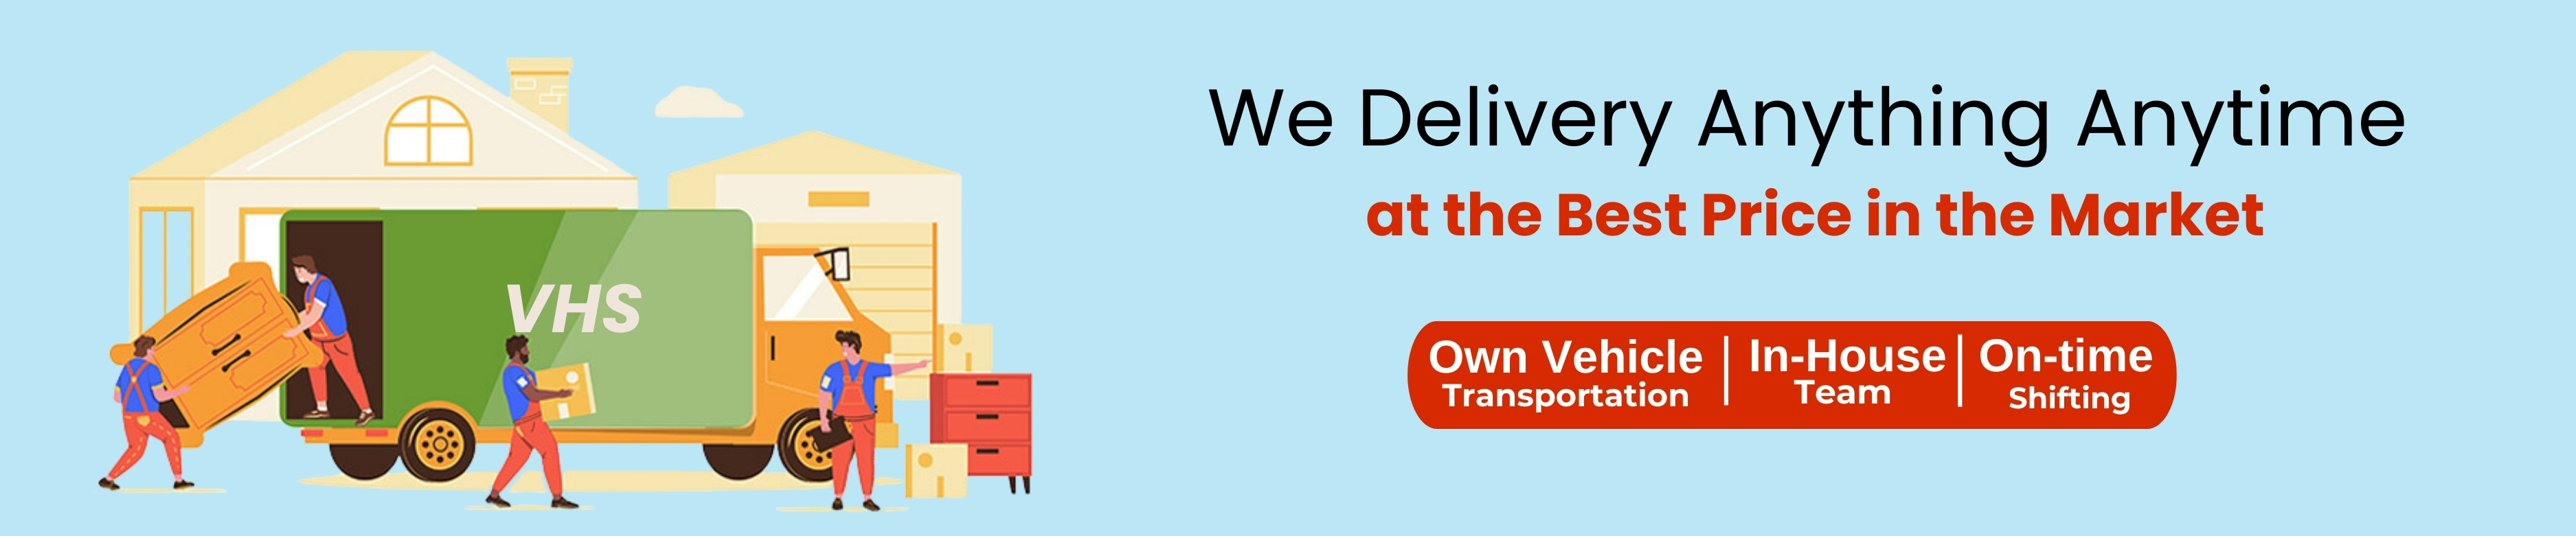 VHS
We Delivery Anything Anytime
at the Best Price in the Market
Own Vehicle
Transportation
In-House
Team
On-time
Shifting